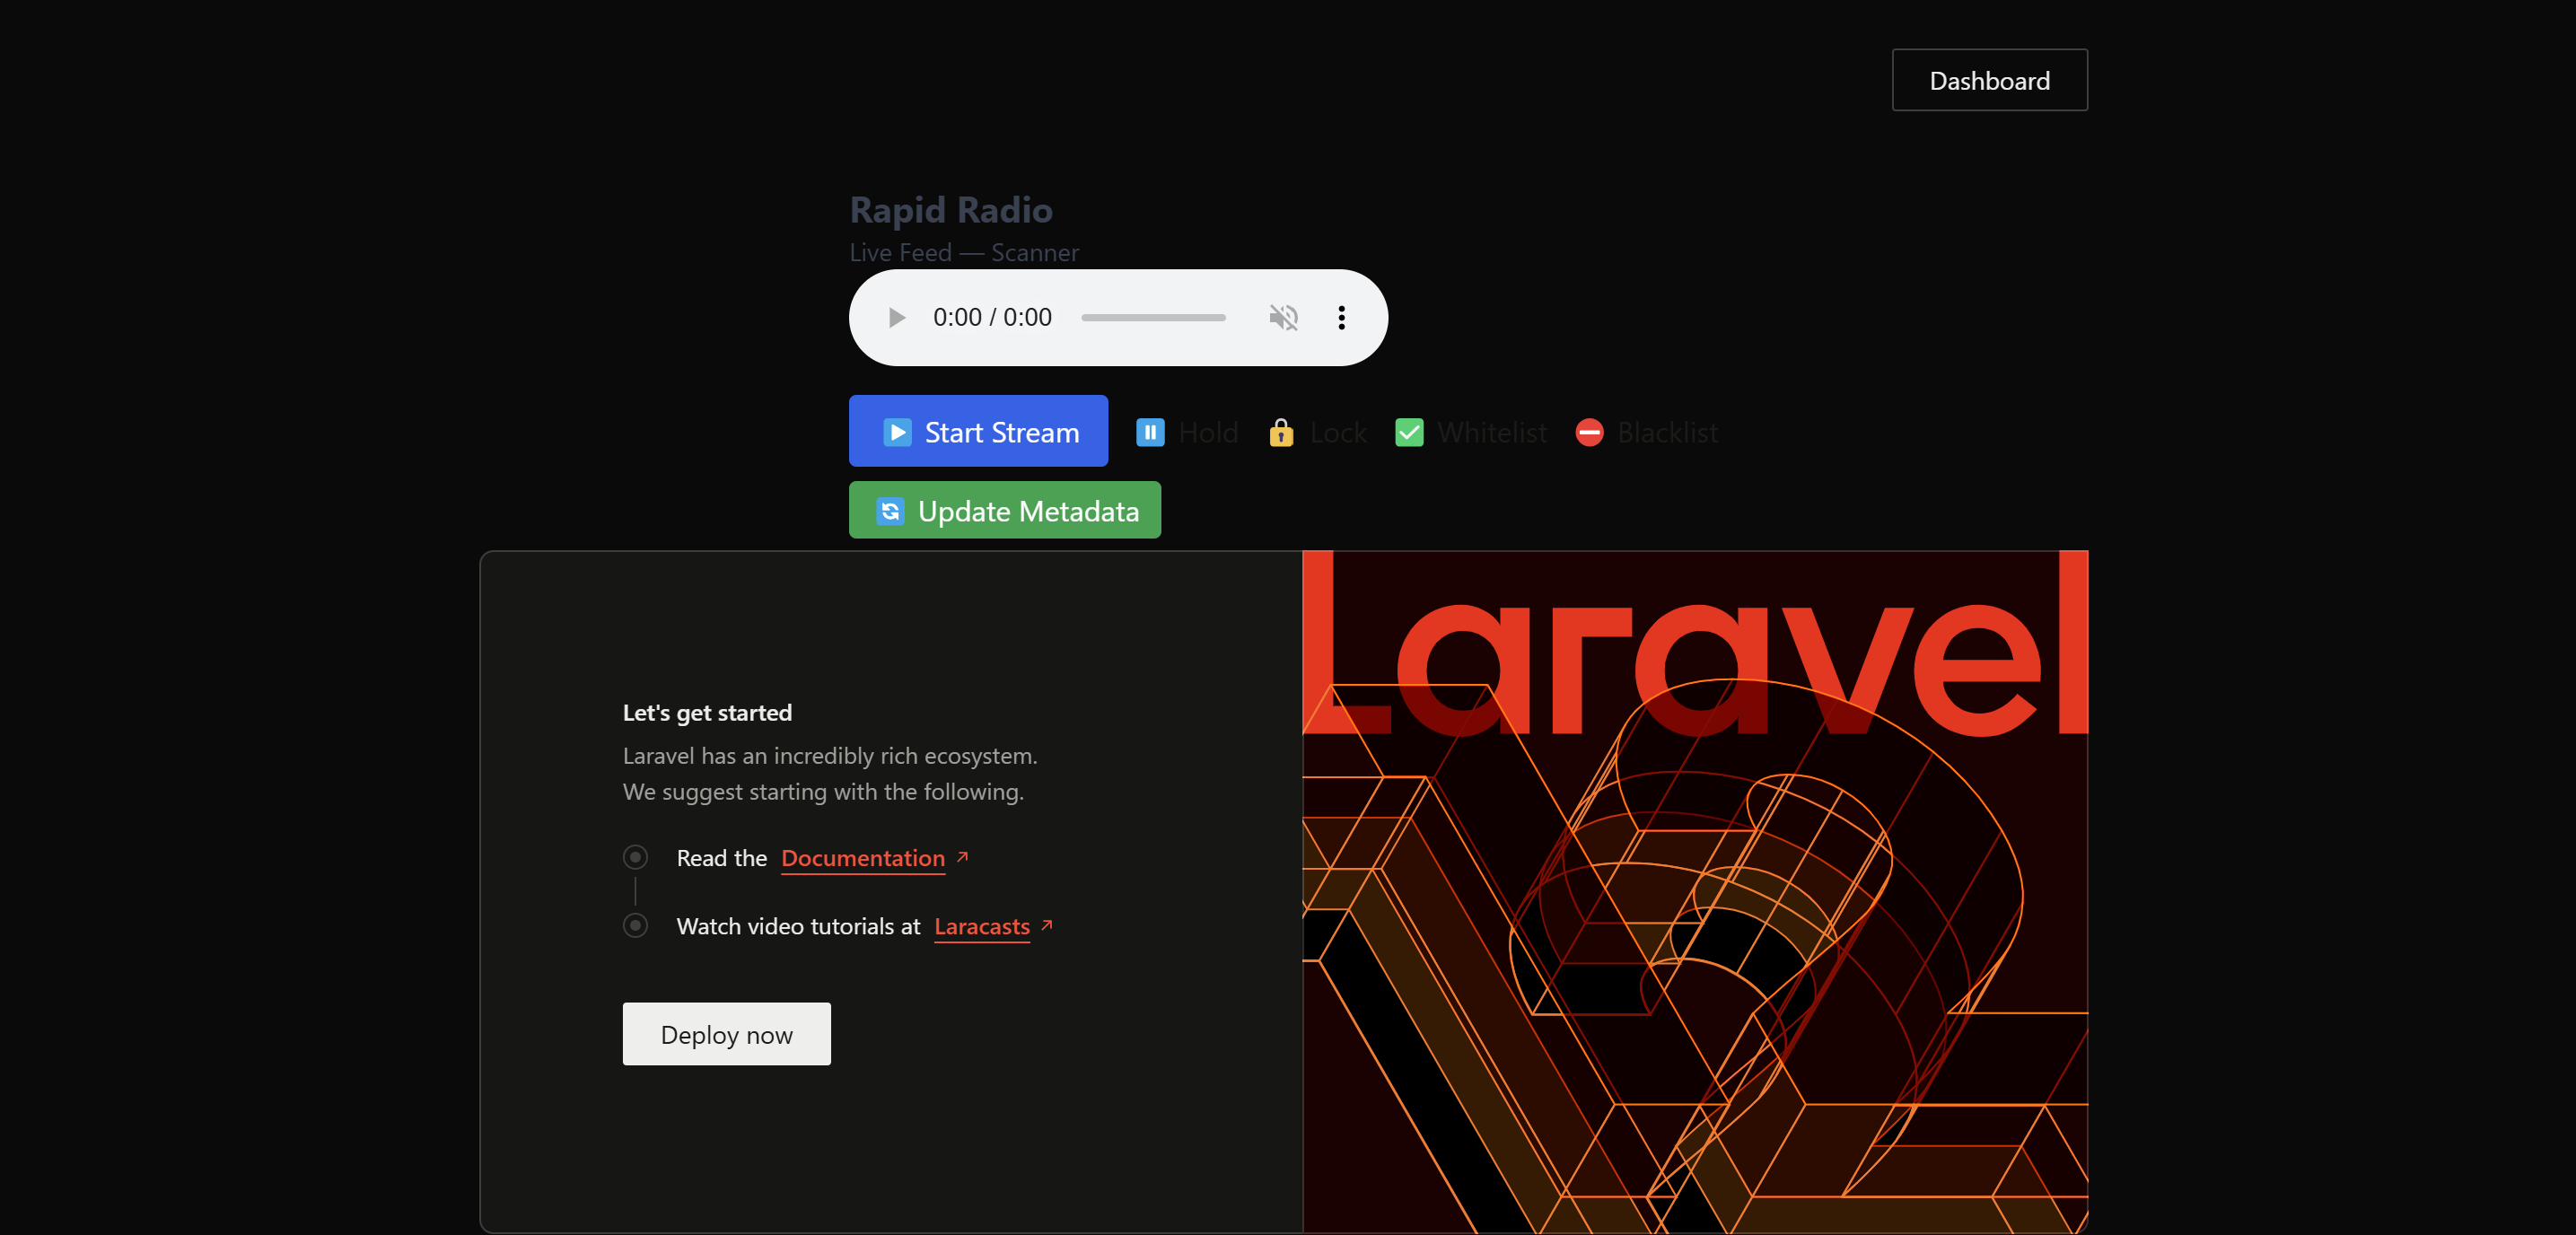 Dashboard
Rapid Radio
Live Feed — Scanner
0:00 / 0:00
Start Stream Hold Lock Whitelist Blacklist
Update Metadata
Laravel
Let's get started
Laravel has an incredibly rich ecosystem.
We suggest starting with the following.
Read the Documentation
Watch video tutorials at Laracasts
Deploy now